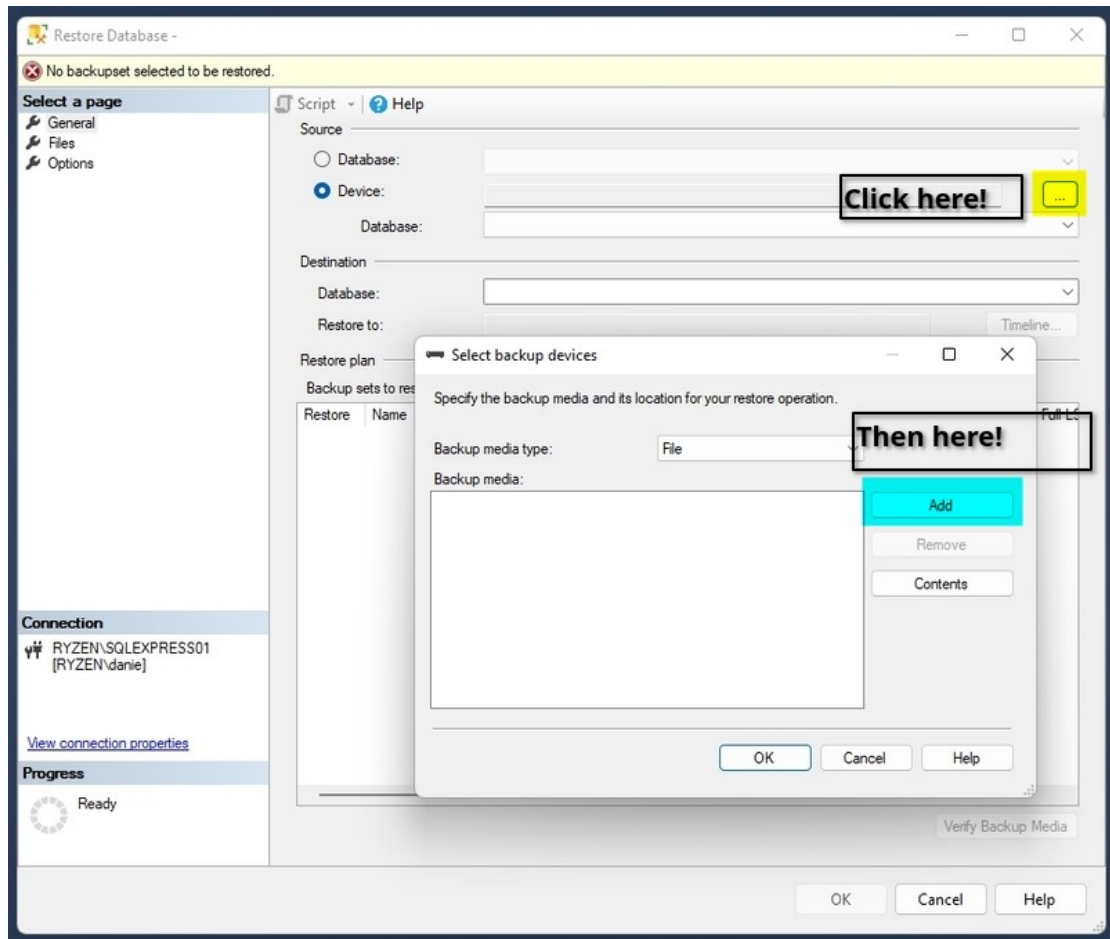 Restore Database -
No backupset selected to be restored.
Select a page
General
Files
Options
Script
Help
Source
Database:
Device:
Click here!
...
Database:
Destination
Database:
Restore to:
Timeline...
Restore plan
Backup sets to res
Restore Name
Full LS
Select backup devices
Specify the backup media and its location for your restore operation.
Then here!
Backup media type: File
Backup media:
Add
Remove
Contents
OK Cancel Help
Connection
RYZEN\SQLEXPRESS01
[RYZEN\danie]
View connection properties
Progress
Ready
Verify Backup Media
OK Cancel Help